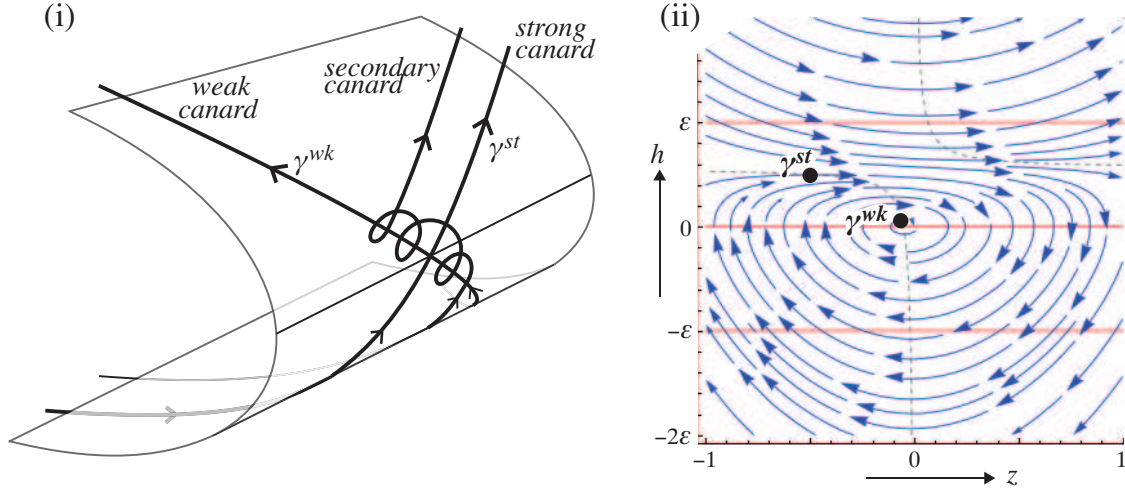 (i)
strong
canard
secondary
canard
weak
canard
γ^wk
γ^st
(ii)
h
ε
0
-ε
-2ε
γ^st
γ^wk
-1
0
1
z